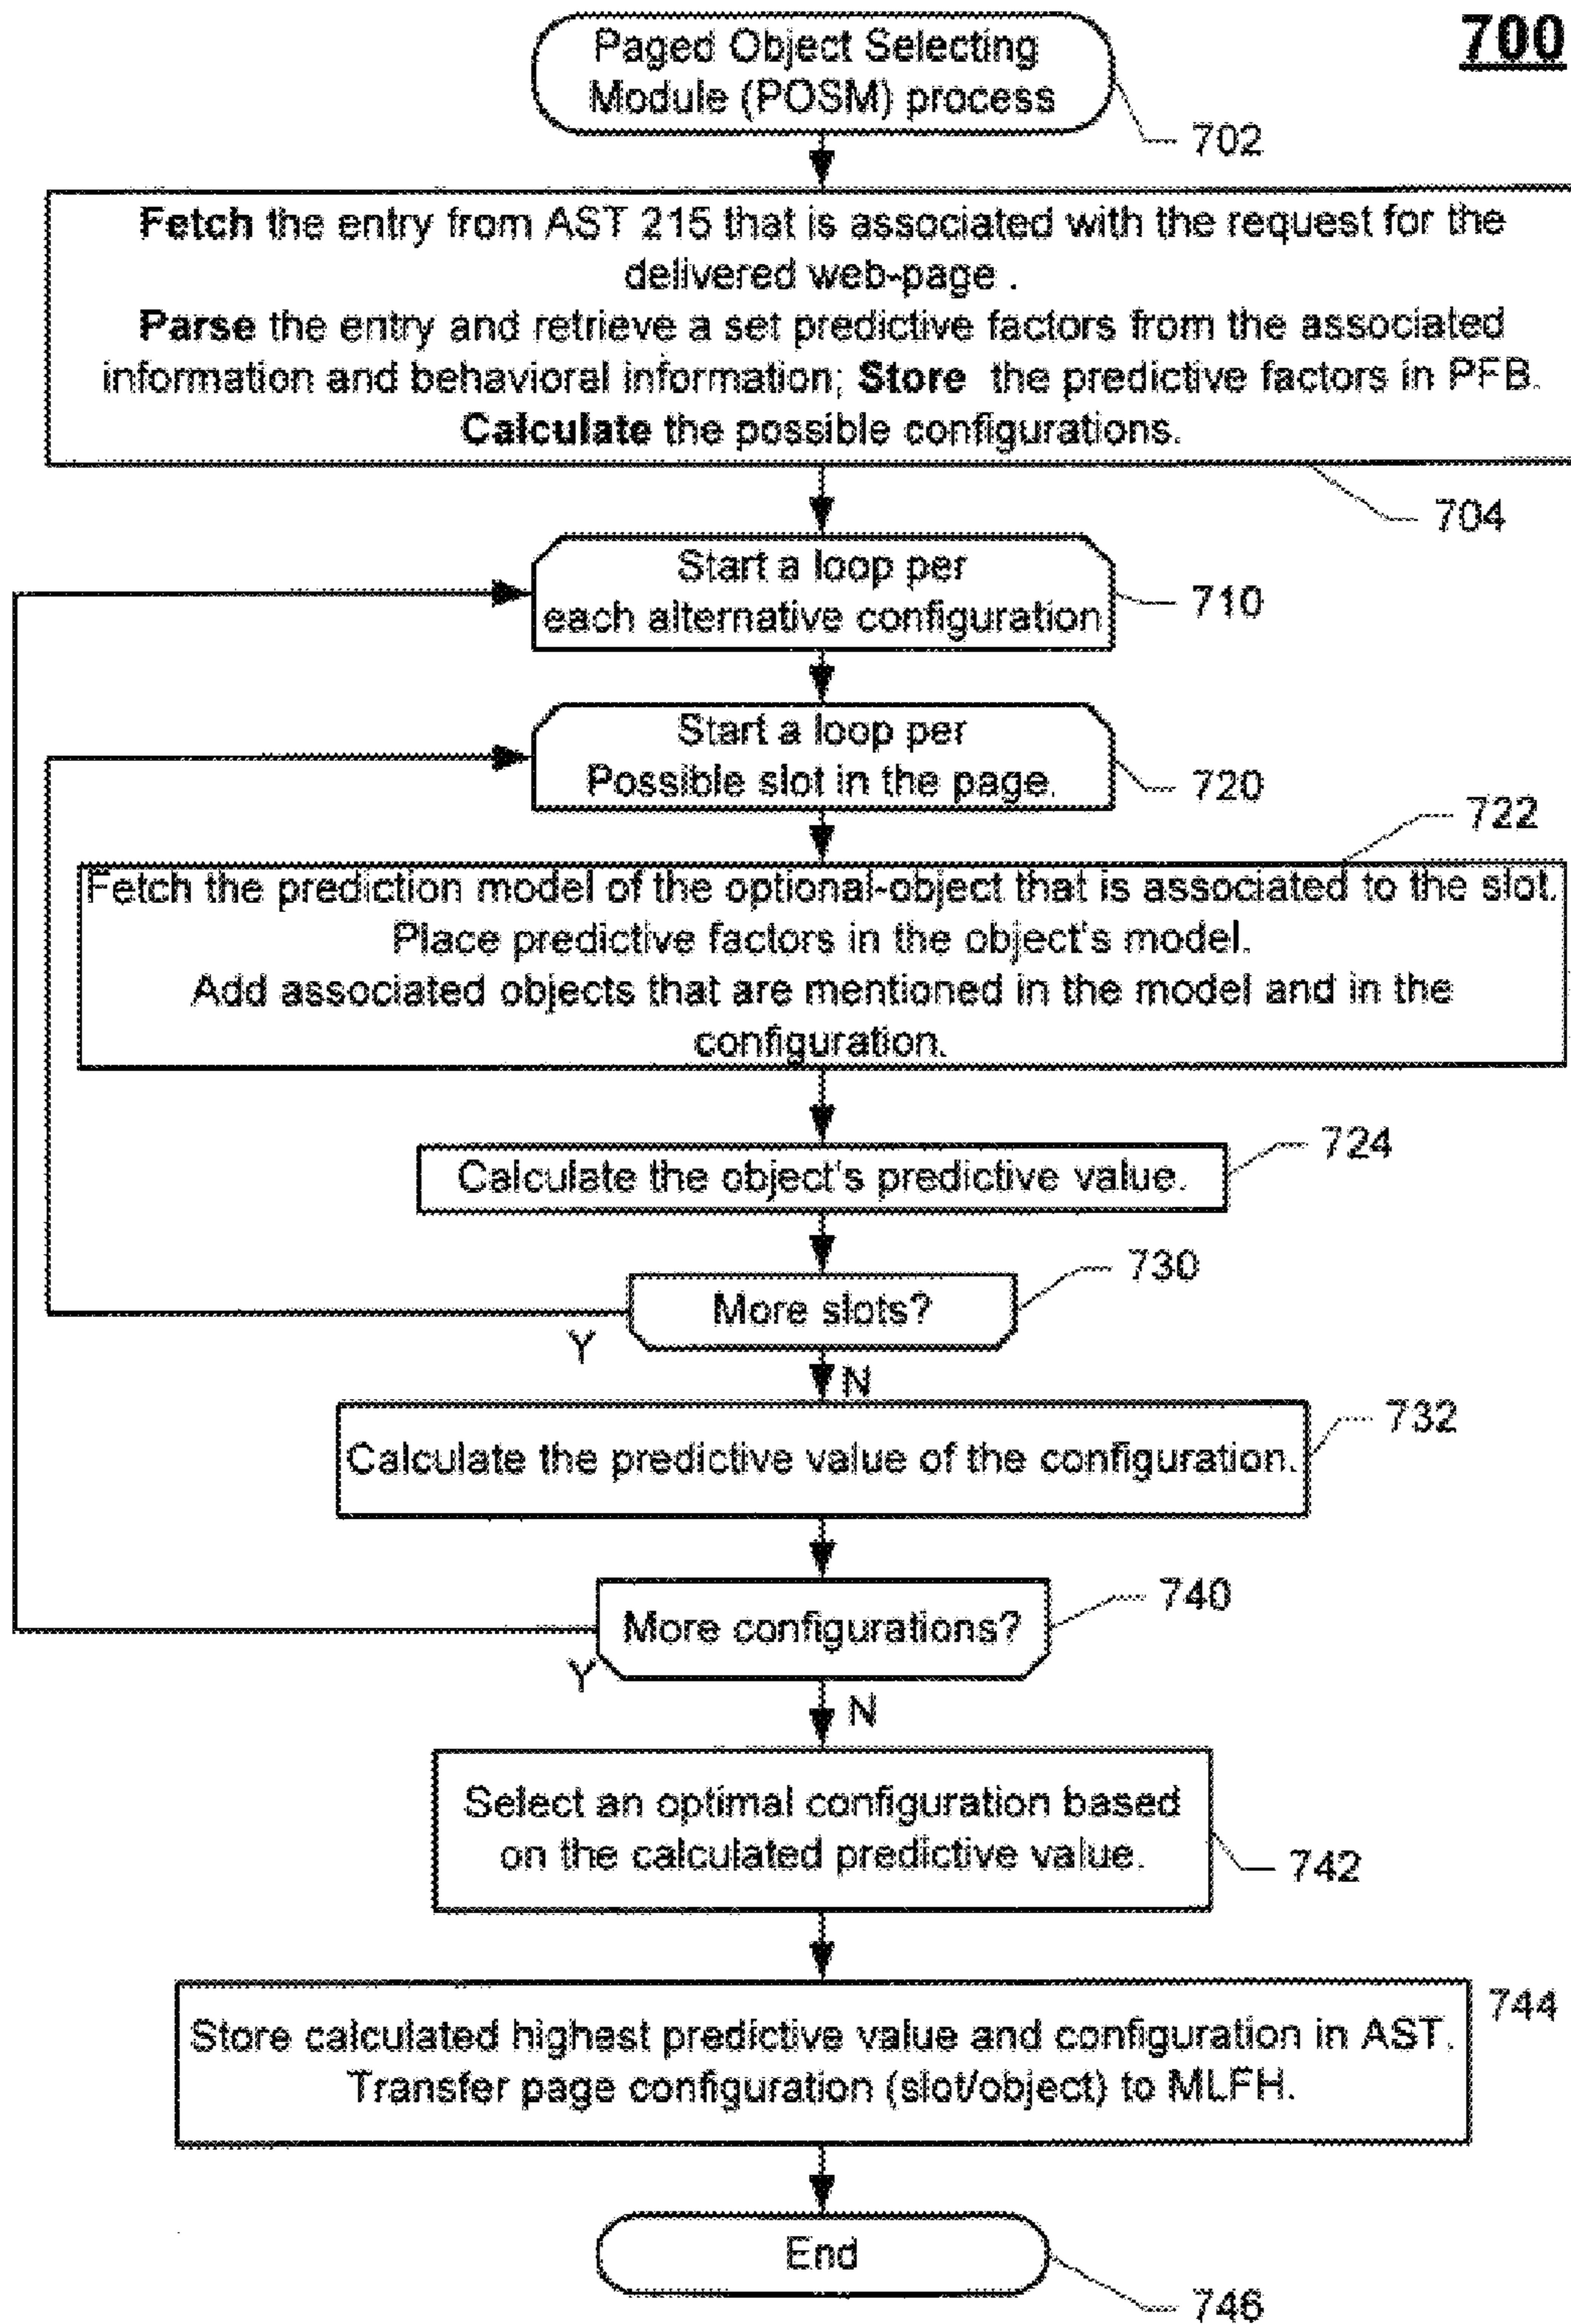 700
Paged Object Selecting
Module (POSM) process
702
Fetch the entry from AST 215 that is associated with the request for the
delivered web-page .
Parse the entry and retrieve a set predictive factors from the associated
information and behavioral information; Store the predictive factors in PFB.
Calculate the possible configurations.
704
Start a loop per
each alternative configuration
710
Start a loop per
Possible slot in the page.
720
722
Fetch the prediction model of the optional-object that is associated to the slot.
Place predictive factors in the object's model.
Add associated objects that are mentioned in the model and in the
configuration.
Calculate the object's predictive value.
724
More slots?
730
Y
N
Calculate the predictive value of the configuration.
732
More configurations?
740
Y
N
Select an optimal configuration based
on the calculated predictive value.
742
Store calculated highest predictive value and configuration in AST.
Transfer page configuration (slot/object) to MLFH.
744
End
746